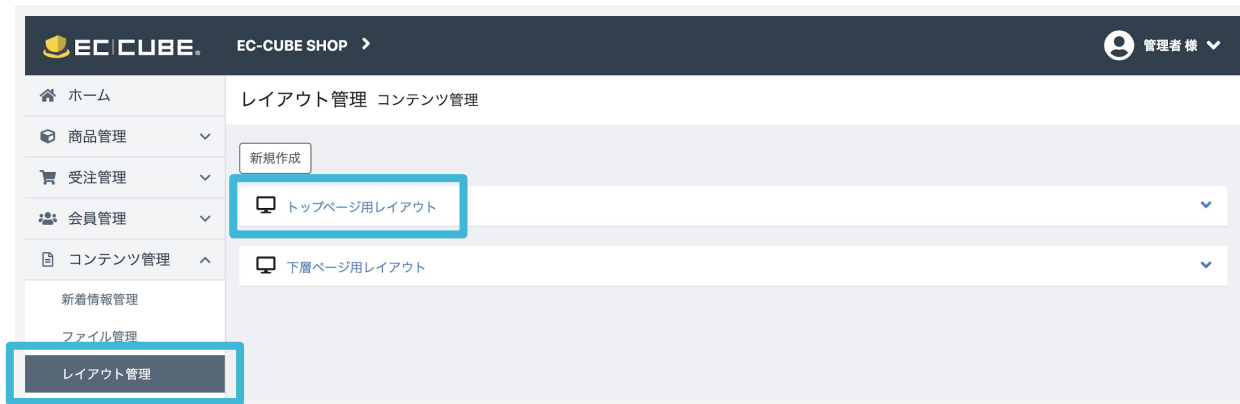 EC CUBE®
EC-CUBE SHOP
管理者 様
ホーム
商品管理
受注管理
会員管理
コンテンツ管理
新着情報管理
ファイル管理
レイアウト管理
レイアウト管理 コンテンツ管理
新規作成
トップページ用レイアウト
下層ページ用レイアウト